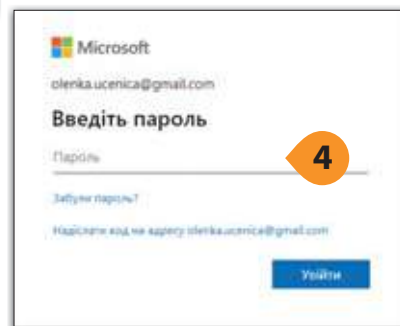 Microsoft
olenka.ucenica@gmail.com
Введіть пароль
Пароль
4
Забули пароль?
Надіслати код на адресу olenka.ucenica@gmail.com
Увійти